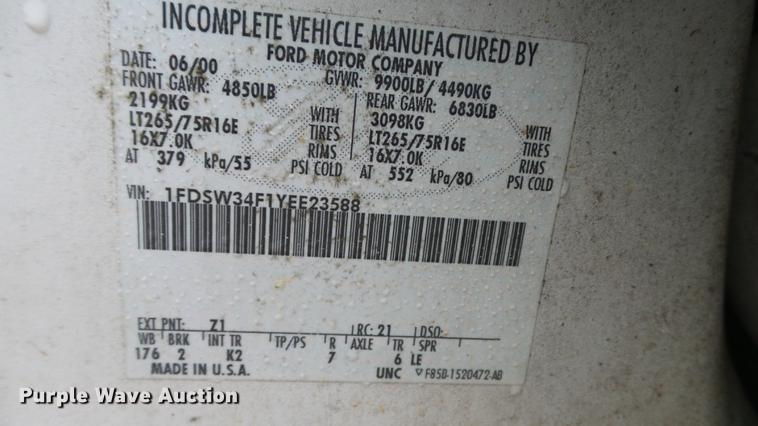 INCOMPLETE VEHICLE MANUFACTURED BY
FORD MOTOR COMPANY
DATE: 06/00 GVWR: 9900LB/ 4490KG
FRONT GAWR: 4850LB REAR GAWR: 6830LB
2199KG WITH 3098KG WITH
LT265/75R16E TIRES LT265/75R16E TIRES
16X7.0K RIMS 16X7.0K RIMS
AT 379 kPa/55 PSI COLD AT 552 kPa/80 PSI COLD
VIN: 1FDSW34F1YEE23588
EXT PNT: Z1 RC: 21 DSO:
WB BRK INT TR TP/PS R AXLE TR SPR
176 2 K2 7 6 LE
MADE IN U.S.A. UNC ▽ F85B-1520472-AB
Purple Wave Auction